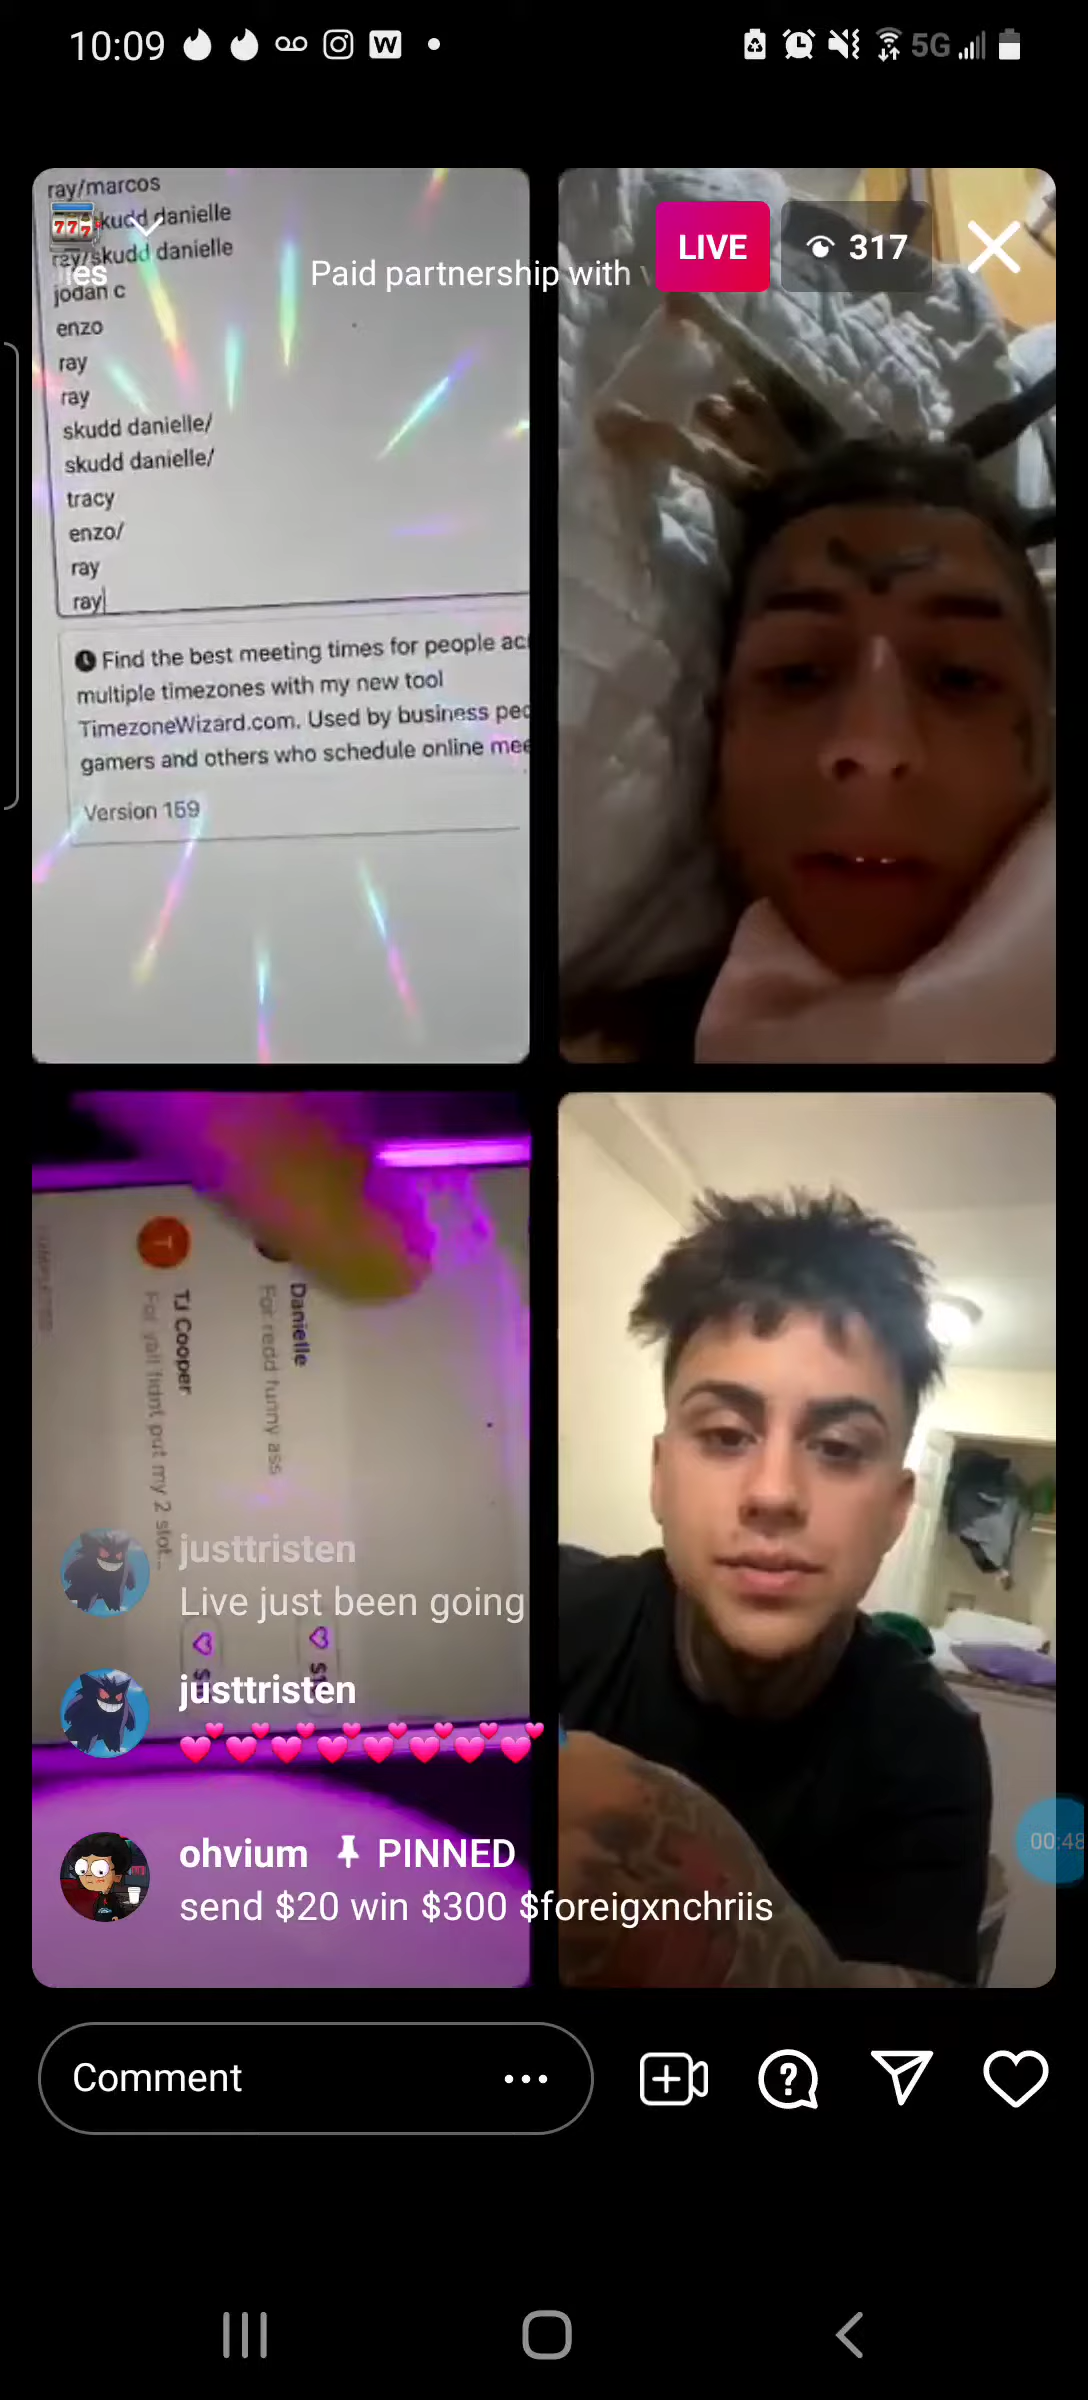 10:09
5G
ray/marcos
skudd danielle
ray/skudd danielle
ies
Paid partnership with
LIVE
317
jodan c
enzo
ray
ray
skudd danielle/
skudd danielle/
tracy
enzo/
ray
ray
Find the best meeting times for people
multiple timezones with my new tool
TimezoneWizard.com. Used by business
gamers and others who schedule online
Version 159
Danielle
For redd funny ass
TJ Cooper
For yall put my 2 slot...
justtristen
Live just been going
justtristen
💕💕💕💕💕💕💕💕
ohvium 📌 PINNED
send $20 win $300 $foreigxnchriis
00:48
Comment